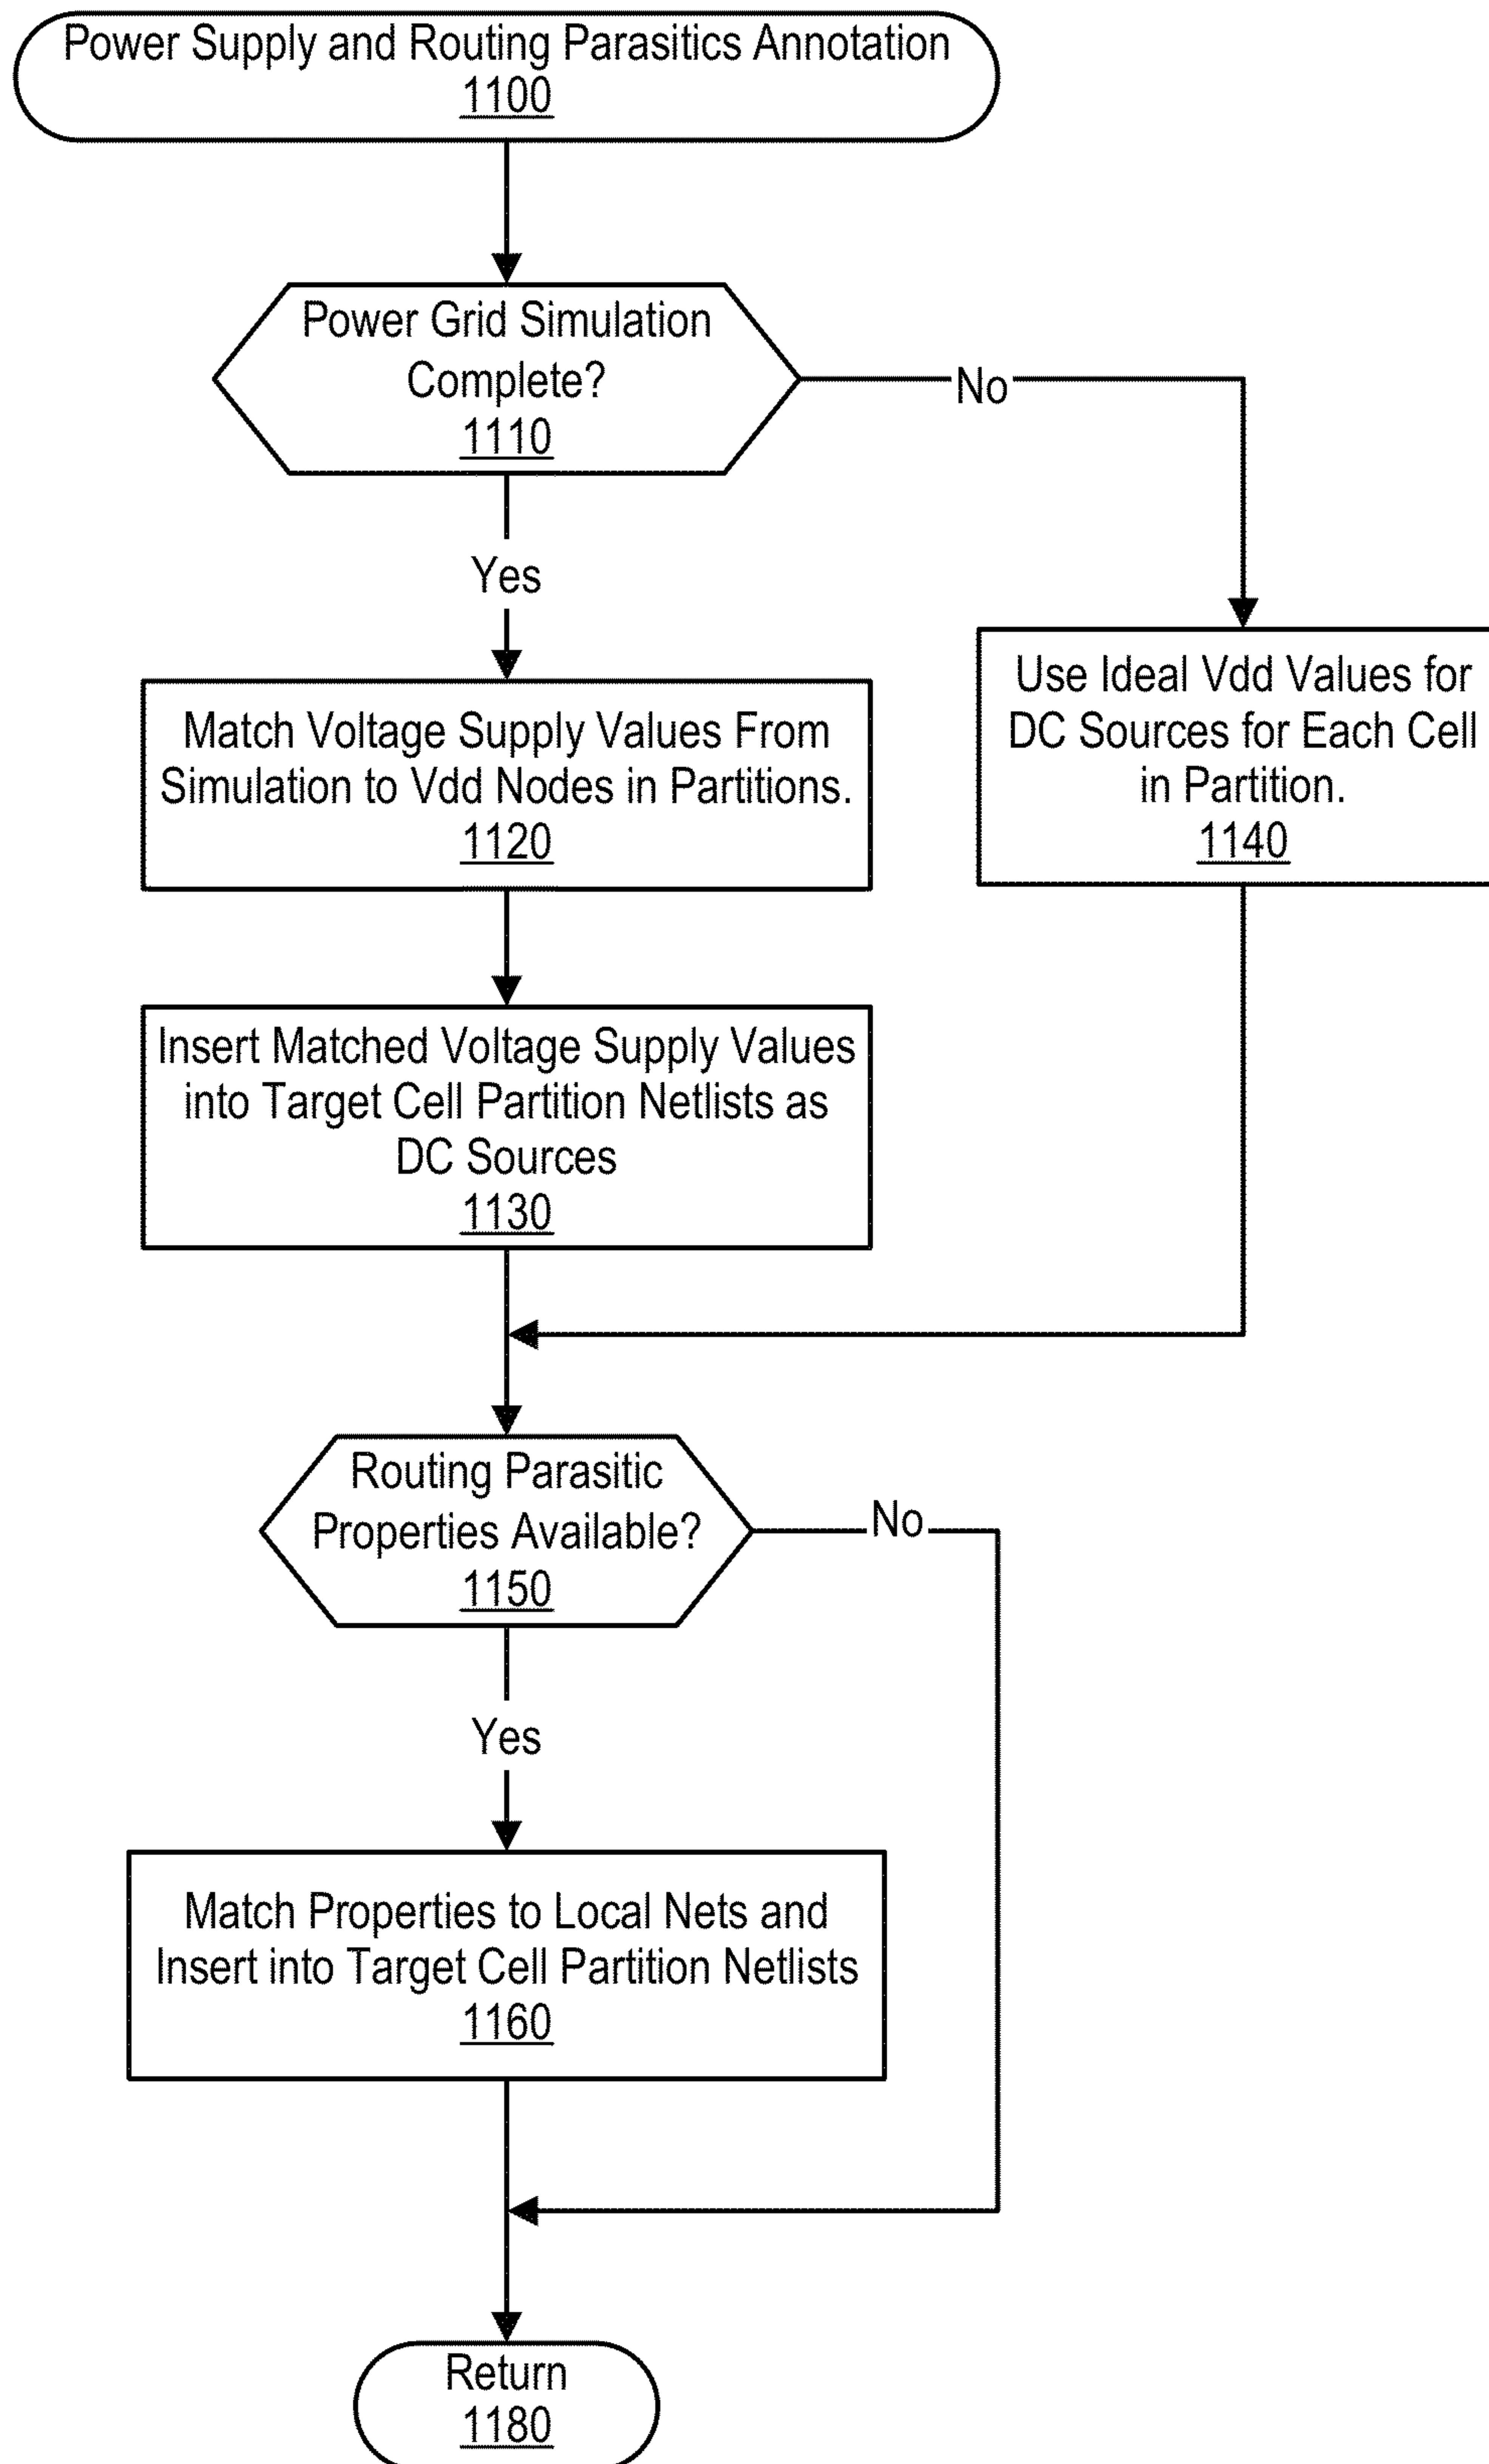 Power Supply and Routing Parasitics Annotation
1100
Power Grid Simulation
Complete?
1110
No
Yes
Match Voltage Supply Values From
Simulation to Vdd Nodes in Partitions.
1120
Use Ideal Vdd Values for
DC Sources for Each Cell
in Partition.
1140
Insert Matched Voltage Supply Values
into Target Cell Partition Netlists as
DC Sources
1130
Routing Parasitic
Properties Available?
1150
No
Yes
Match Properties to Local Nets and
Insert into Target Cell Partition Netlists
1160
Return
1180